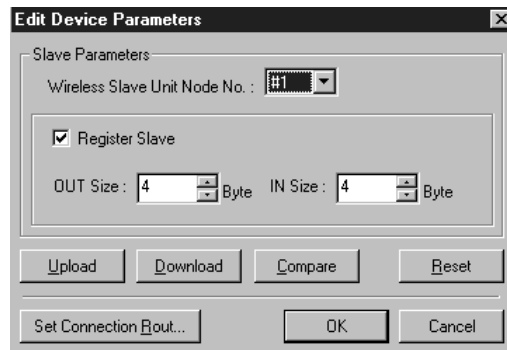 Edit Device Parameters
Slave Parameters
Wireless Slave Unit Node No. : #1
Register Slave
OUT Size : 4 Byte IN Size : 4 Byte
Upload Download Compare Reset
Set Connection Rout... OK Cancel